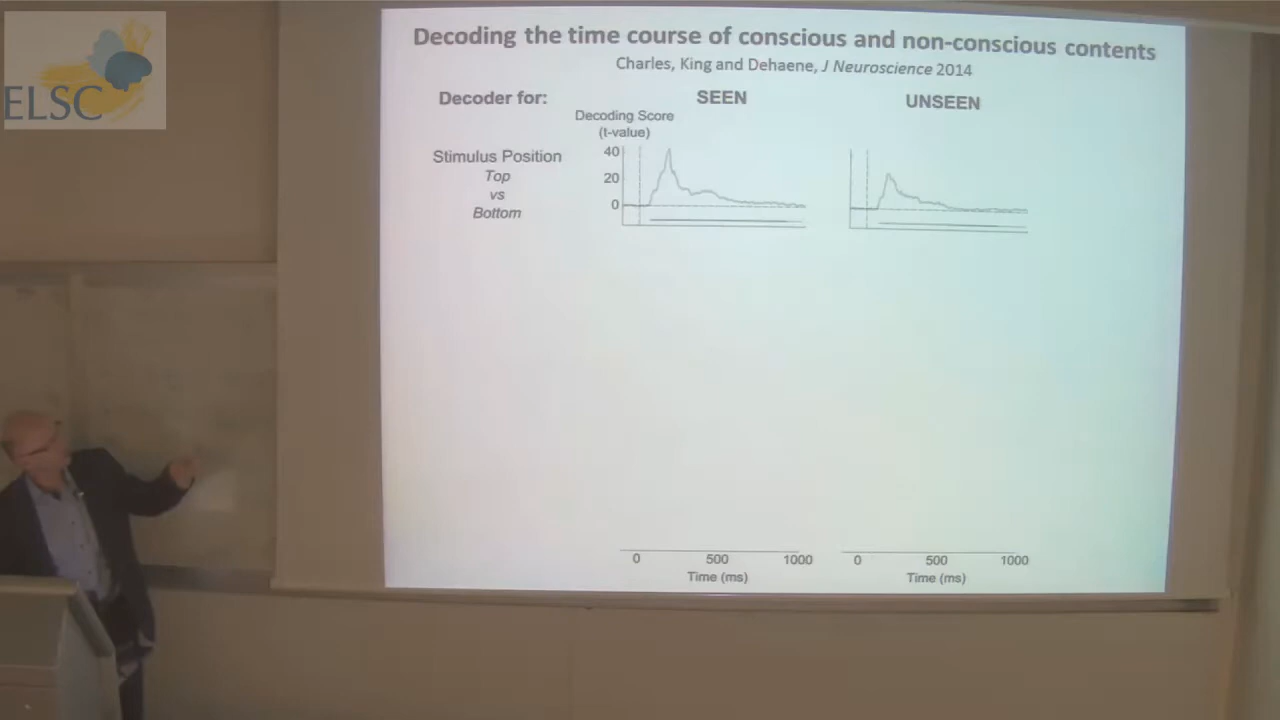 ELSC
Decoding the time course of conscious and non-conscious contents
Charles, King and Dehaene, J Neuroscience 2014
Decoder for:
SEEN
UNSEEN
Decoding Score
(t-value)
Stimulus Position
Top
vs
Bottom
40
20
0
0 500 1000
Time (ms)
0 500 1000
Time (ms)